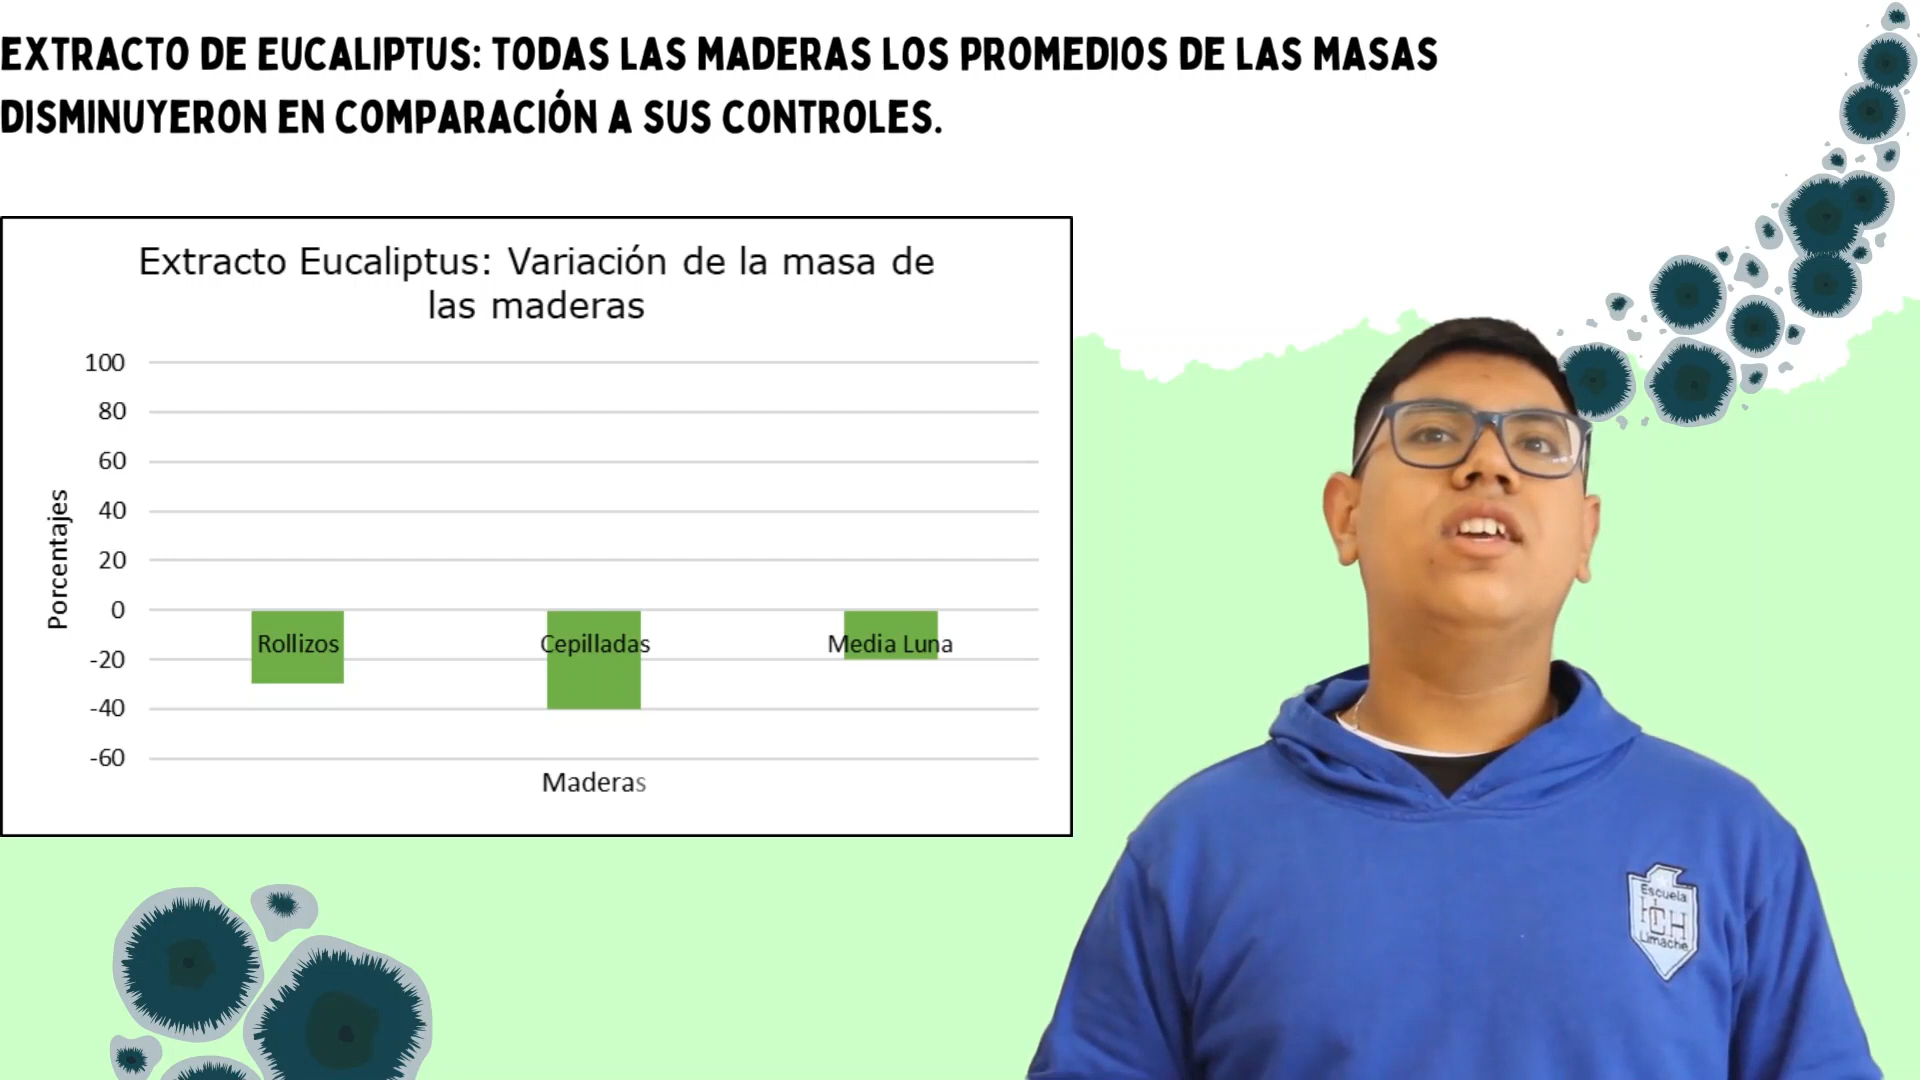 EXTRACTO DE EUCALIPTUS: TODAS LAS MADERAS LOS PROMEDIOS DE LAS MASAS
DISMINUYERON EN COMPARACIÓN A SUS CONTROLES.
Extracto Eucaliptus: Variación de la masa de
las maderas
100
80
60
40
20
0
-20
-40
-60
Porcentajes
Rollizos
Cepilladas
Media Luna
Maderas
Escuela
Limache